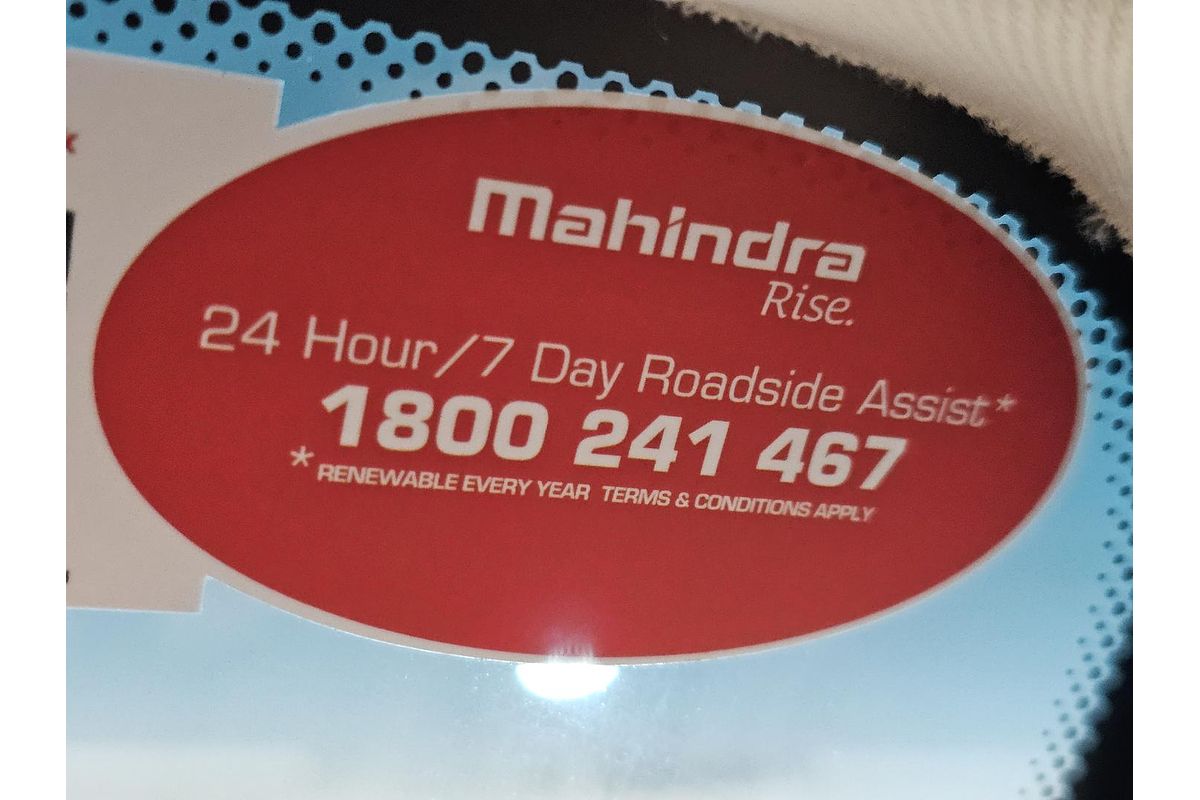 Mahindra
Rise.
24 Hour/7 Day Roadside Assist*
1800 241 467
* RENEWABLE EVERY YEAR TERMS & CONDITIONS APPLY